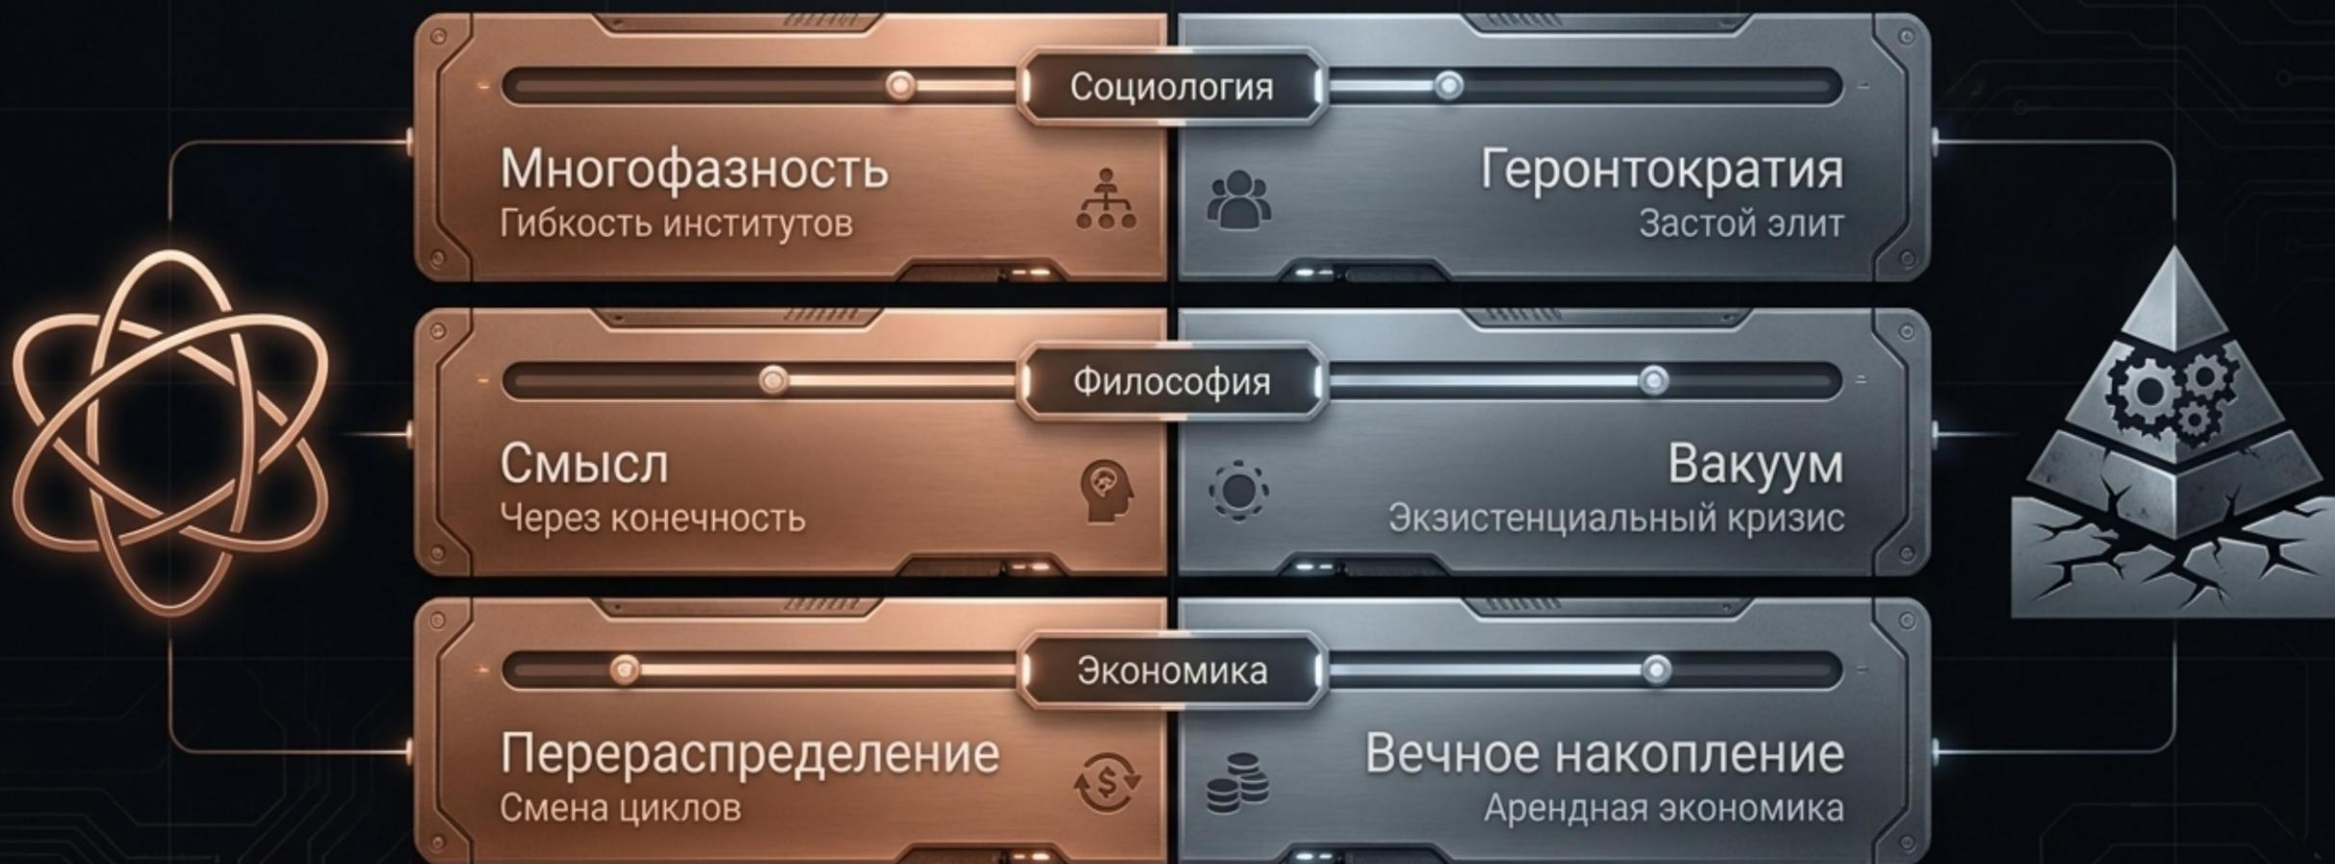 Социология
Многофазность
Гибкость институтов
Геронтократия
Застой элит
Философия
Смысл
Через конечность
Вакуум
Экзистенциальный кризис
Экономика
Перераспределение
Смена циклов
Вечное накопление
Арендная экономика